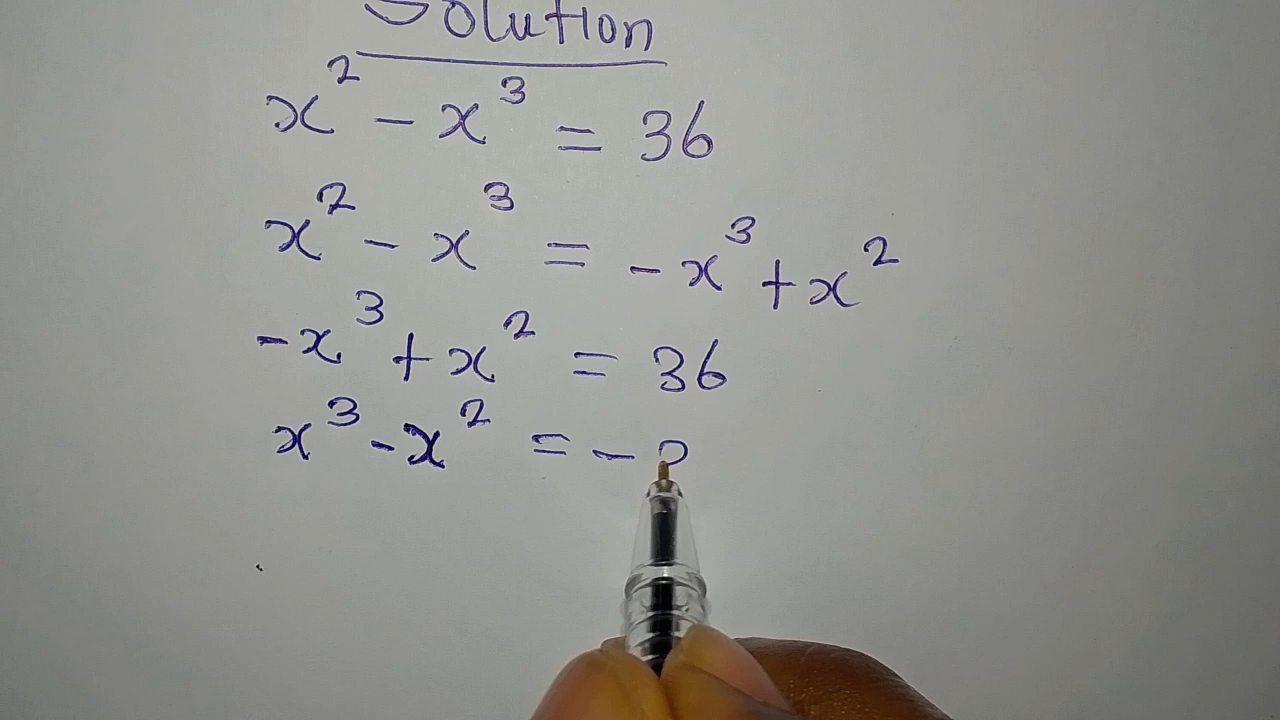 Solution
x² - x³ = 36
x² - x³ = -x³ + x²
-x³ + x² = 36
x³ - x² = -